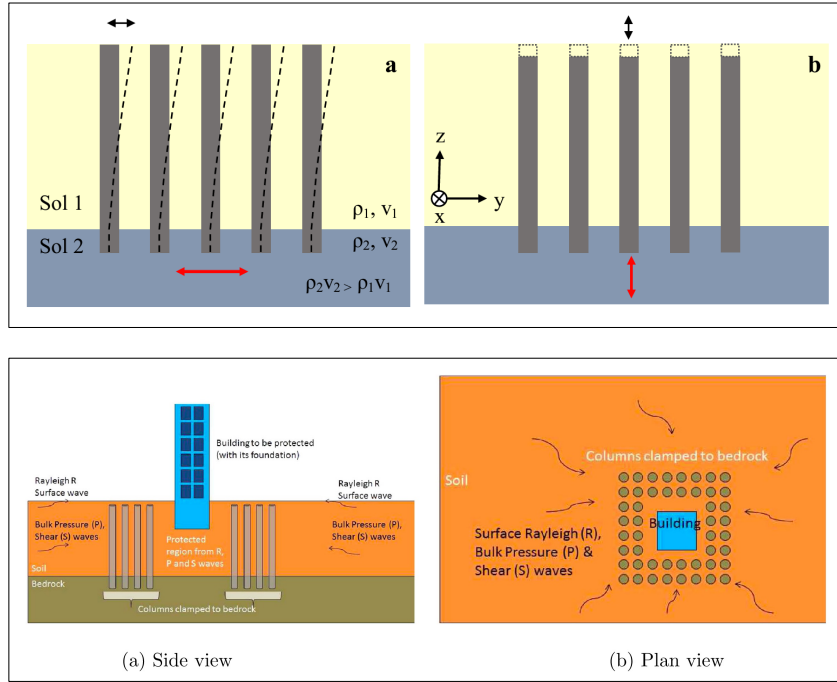 a
Sol 1
ρ₁, v₁
Sol 2
ρ₂, v₂
ρ₂v₂ > ρ₁v₁
b
z
y
x
Building to be protected
(with its foundation)
Rayleigh R
Surface wave
Rayleigh R
Surface wave
Bulk Pressure (P),
Shear (S) waves
Protected
region from R,
P and S waves
Bulk Pressure (P),
Shear (S) waves
Soil
Bedrock
Columns clamped to bedrock
(a) Side view
Columns clamped to bedrock
Soil
Building
Surface Rayleigh (R),
Bulk Pressure (P) &
Shear (S) waves
(b) Plan view